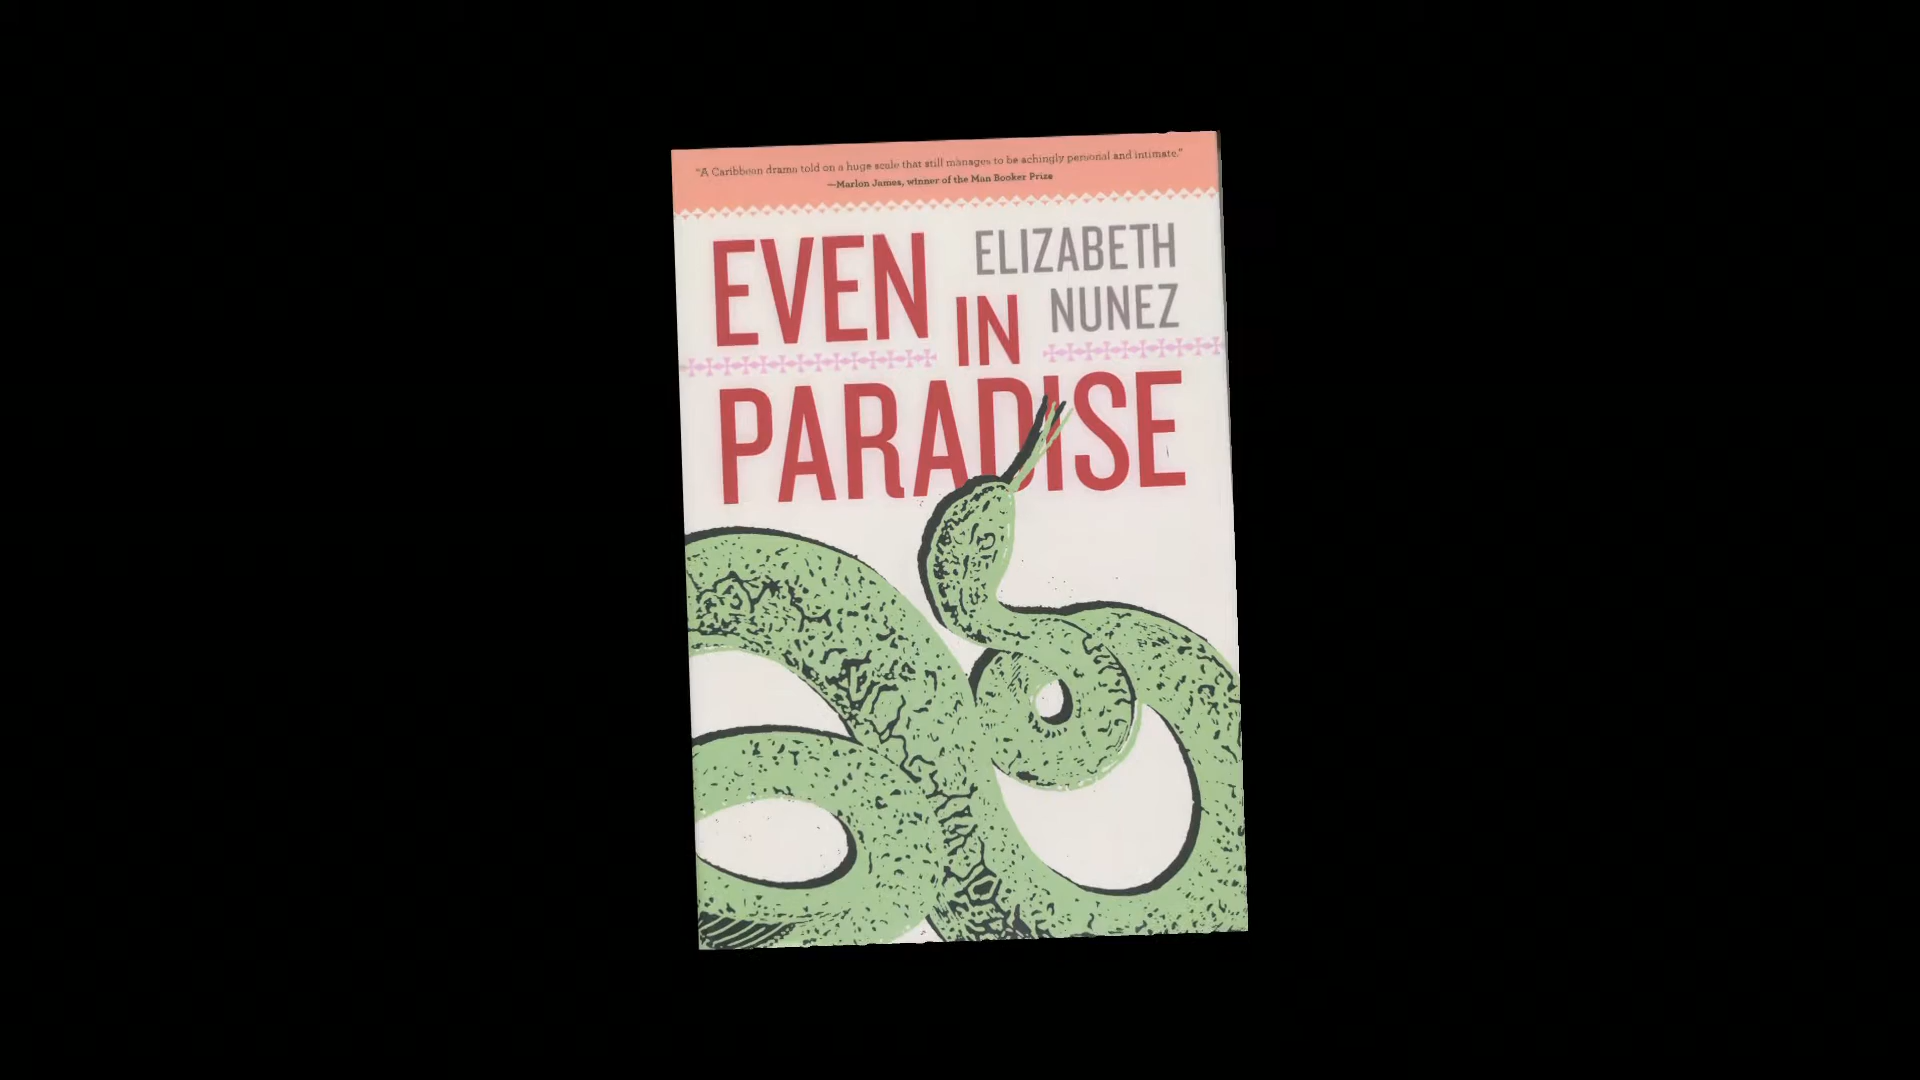 "A Caribbean drama told on a huge scale that still manages to be achingly personal and intimate."
—Marlon James, winner of the Man Booker Prize
EVEN
ELIZABETH
NUNEZ
IN
PARADISE